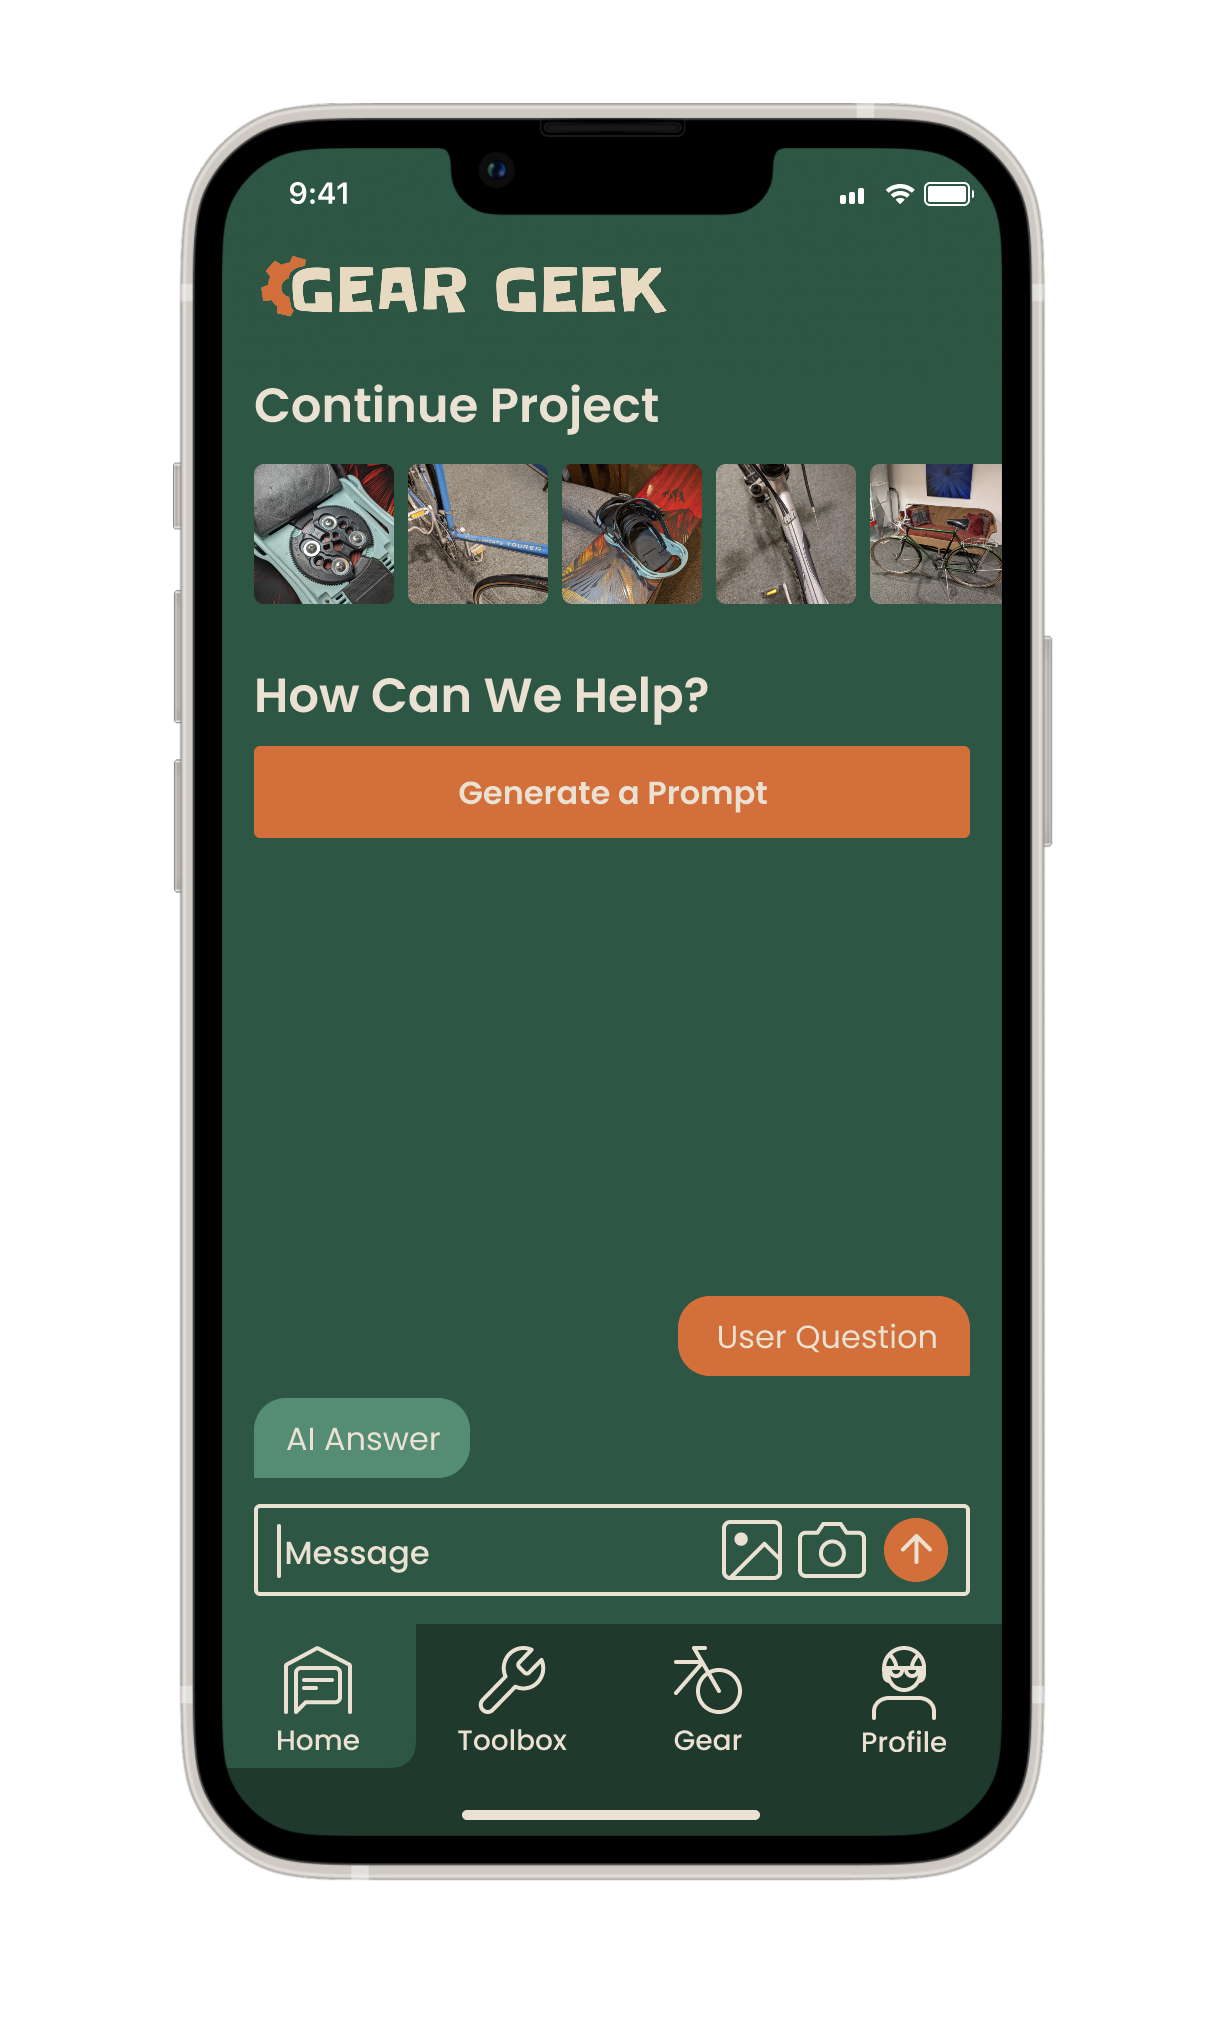 9:41
GEAR GEEK
Continue Project
TOURER
How Can We Help?
Generate a Prompt
User Question
AI Answer
Message
Home
Toolbox
Gear
Profile